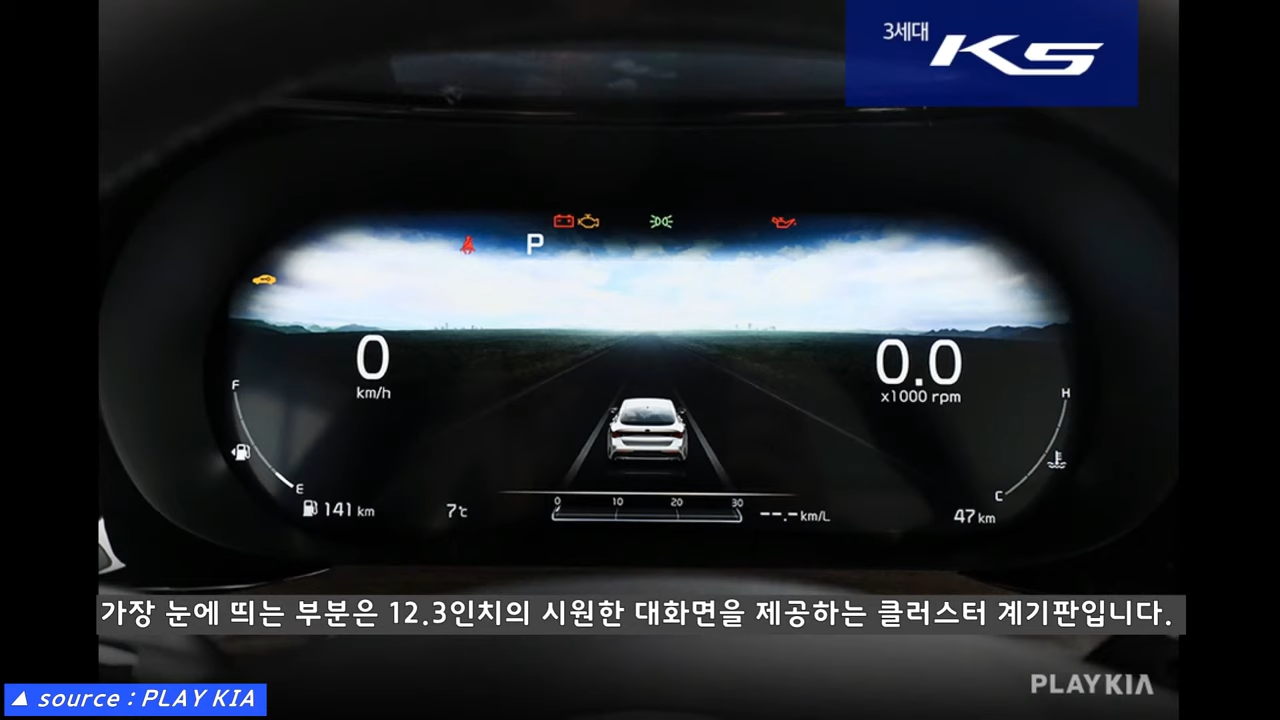 3세대 K5
P
0
km/h
0.0
x1000 rpm
F
H
E
C
0 10 20 30
141 km
7℃
--.- km/L
47 km
가장 눈에 띄는 부분은 12.3인치의 시원한 대화면을 제공하는 클러스터 계기판입니다.
PLAY KIA
▲ source : PLAY KIA